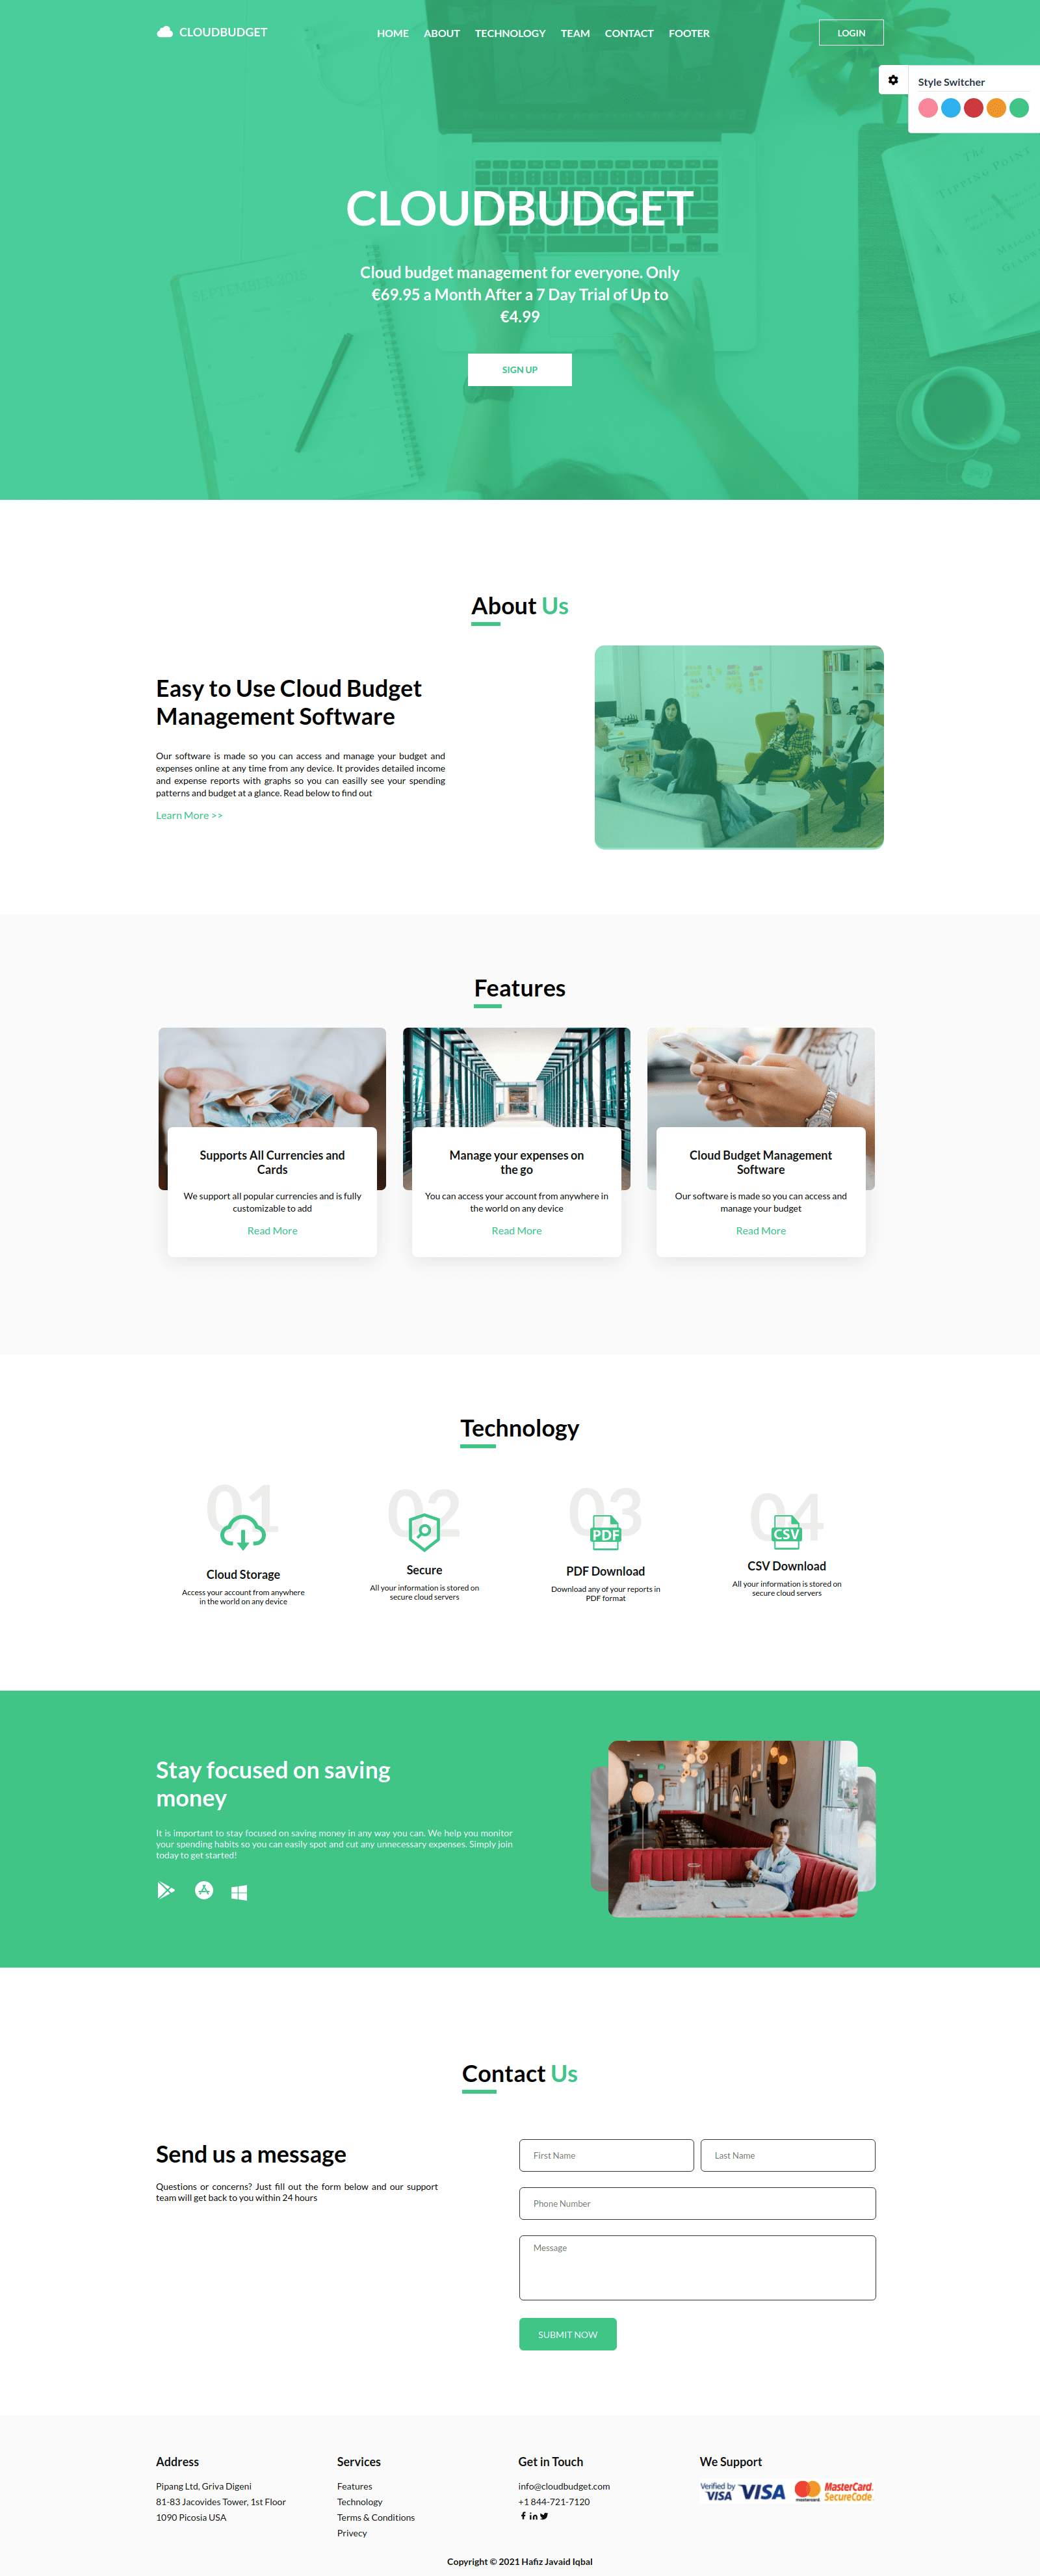 CLOUDBUDGET
HOME ABOUT TECHNOLOGY TEAM CONTACT FOOTER
LOGIN
Style Switcher
SEPTEMBER 2015
The
TIPPING POINT
CLOUDBUDGET
Cloud budget management for everyone. Only
€69.95 a Month After a 7 Day Trial of Up to
€4.99
SIGN UP
About Us
Easy to Use Cloud Budget
Management Software
Our software is made so you can access and manage your budget and
expenses online at any time from any device. It provides detailed income
and expense reports with graphs so you can easilly see your spending
patterns and budget at a glance. Read below to find out
Learn More >>
Features
Supports All Currencies and
Cards
We support all popular currencies and is fully
customizable to add
Read More
Manage your expenses on
the go
You can access your account from anywhere in
the world on any device
Read More
Cloud Budget Management
Software
Our software is made so you can access and
manage your budget
Read More
Technology
01
Cloud Storage
Access your account from anywhere
in the world on any device
02
Secure
All your information is stored on
secure cloud servers
03
PDF
PDF Download
Download any of your reports in
PDF format
04
CSV
CSV Download
All your information is stored on
secure cloud servers
Stay focused on saving
money
It is important to stay focused on saving money in any way you can. We help you monitor
your spending habits so you can easily spot and cut any unnecessary expenses. Simply join
today to get started!
Contact Us
Send us a message
Questions or concerns? Just fill out the form below and our support
team will get back to you within 24 hours
First Name
Last Name
Phone Number
Message
SUBMIT NOW
Address
Pipang Ltd, Griva Digeni
81-83 Jacovides Tower, 1st Floor
1090 Picosia USA
Services
Features
Technology
Terms & Conditions
Privecy
Get in Touch
info@cloudbudget.com
+1 844-721-7120
We Support
Verified by
VISA
VISA
mastercard
MasterCard.
SecureCode.
Copyright © 2021 Hafiz Javaid Iqbal